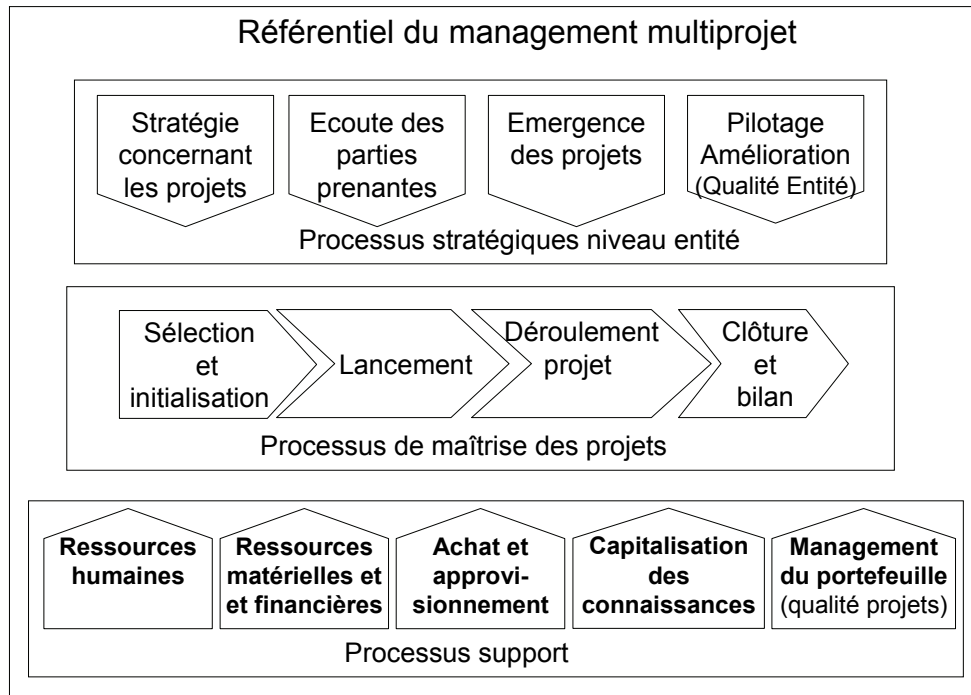 Référentiel du management multiprojet
Stratégie
concernant
les projets
Ecoute des
parties
prenantes
Emergence
des projets
Pilotage
Amélioration
(Qualité Entité)
Processus stratégiques niveau entité
Sélection
et
initialisation
Lancement
Déroulement
projet
Clôture
et
bilan
Processus de maîtrise des projets
Ressources
humaines
Ressources
matérielles et
et financières
Achat et
approvi-
sionnement
Capitalisation
des
connaissances
Management
du portefeuille
(qualité projets)
Processus support